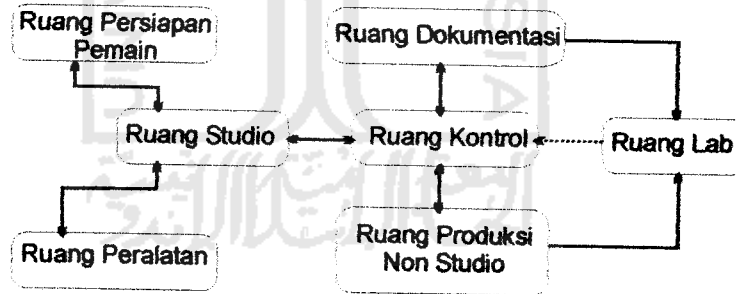 Ruang Persiapan
Pemain
Ruang Dokumentasi
Ruang Studio
Ruang Kontrol
Ruang Lab
Ruang Peralatan
Ruang Produksi
Non Studio